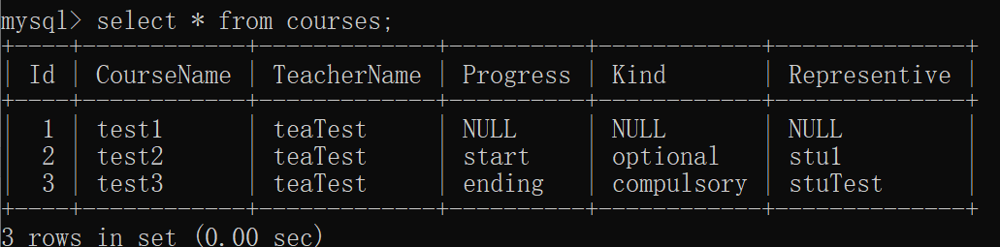 mysql> select * from courses;
+----+------------+-------------+----------+------------+--------------+
| Id | CourseName | TeacherName | Progress | Kind       | Representive |
+----+------------+-------------+----------+------------+--------------+
|  1 | test1      | teaTest     | NULL     | NULL       | NULL         |
|  2 | test2      | teaTest     | start    | optional   | stu1         |
|  3 | test3      | teaTest     | ending   | compulsory | stuTest      |
+----+------------+-------------+----------+------------+--------------+
3 rows in set (0.00 sec)